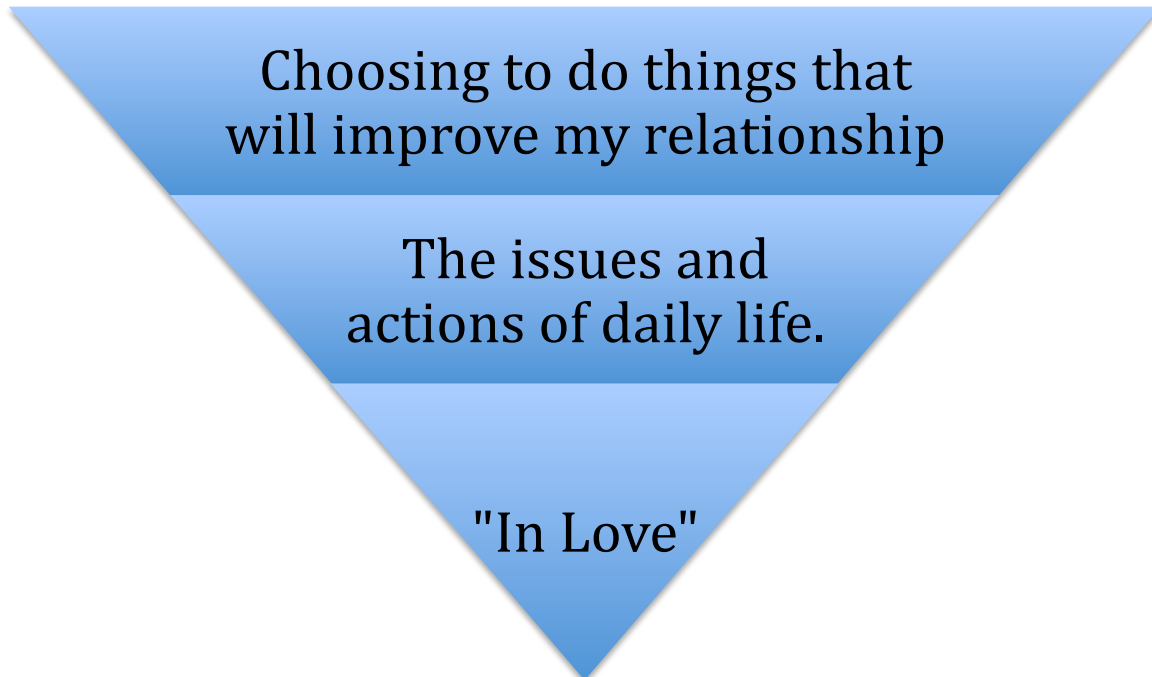 Choosing to do things that
will improve my relationship
The issues and
actions of daily life.
"In Love"